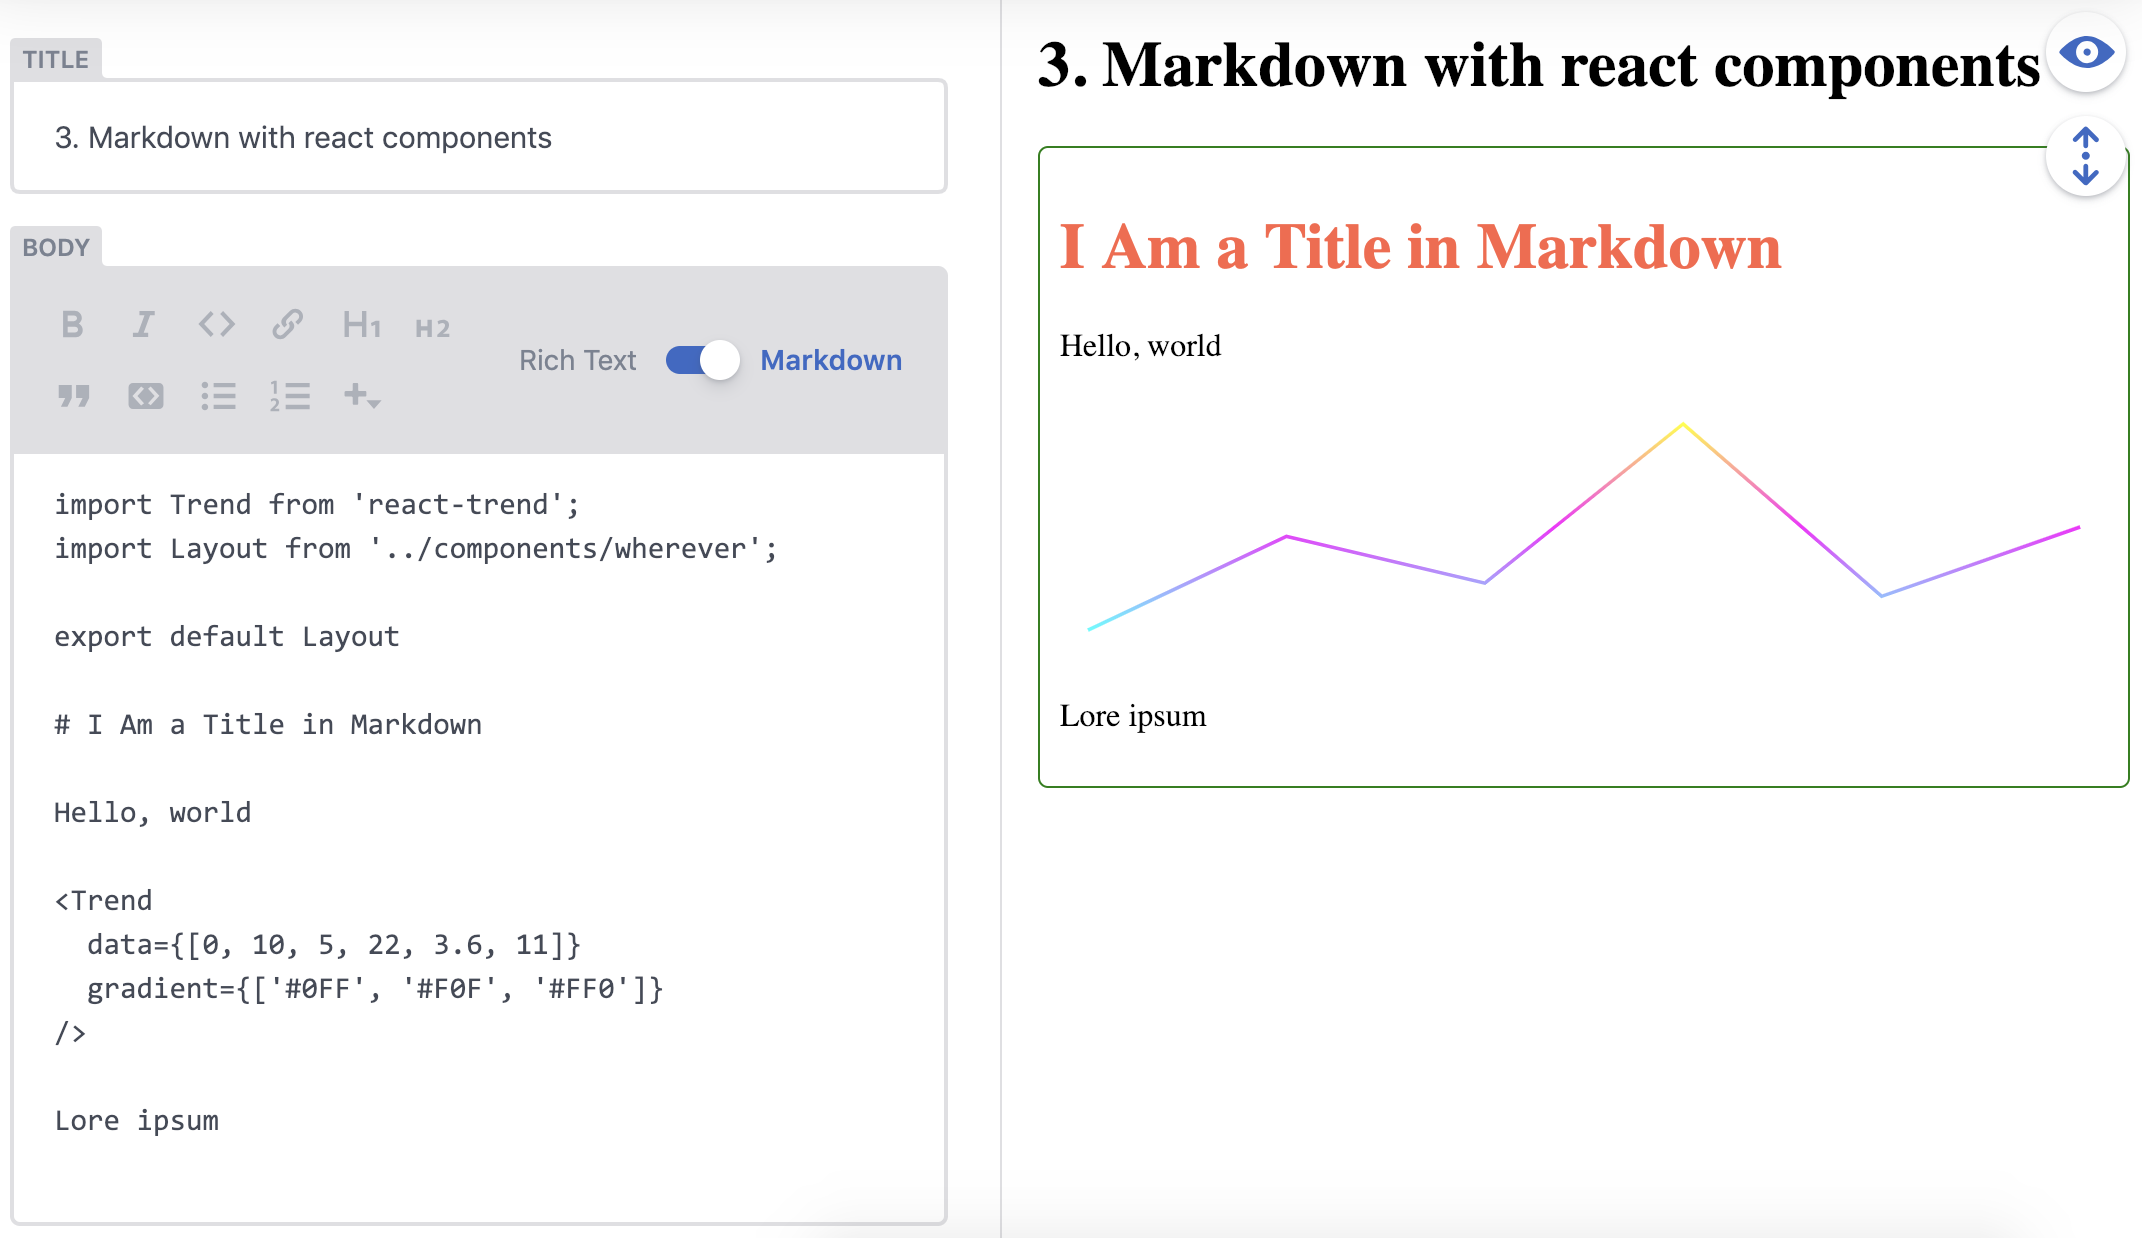 TITLE
3. Markdown with react components
BODY
B I H1 H2
Rich Text Markdown
import Trend from 'react-trend';
import Layout from '../components/wherever';
export default Layout
# I Am a Title in Markdown
Hello, world
<Trend
  data={[0, 10, 5, 22, 3.6, 11]}
  gradient={['#0FF', '#F0F', '#FF0']}
/>
Lore ipsum
3. Markdown with react components
I Am a Title in Markdown
Hello, world
Lore ipsum